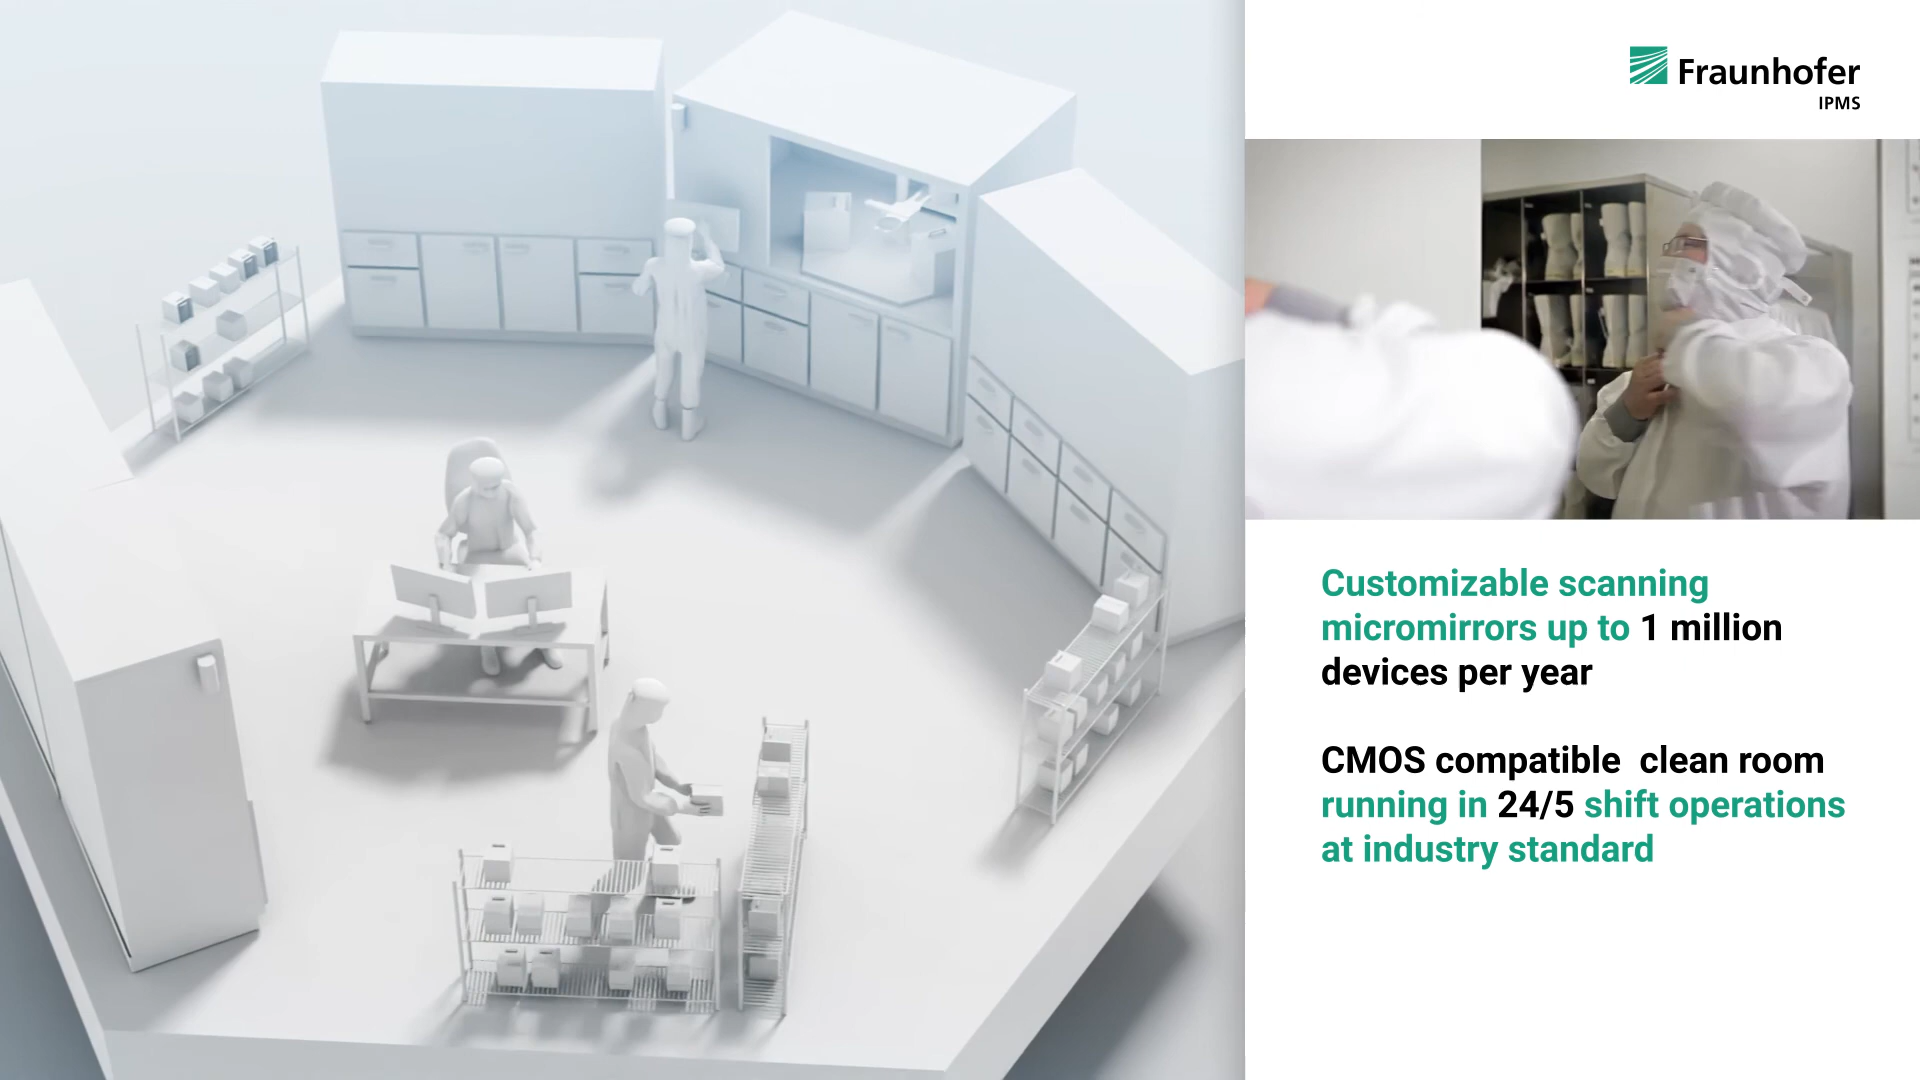 Fraunhofer
IPMS
Customizable scanning
micromirrors up to 1 million
devices per year
CMOS compatible  clean room
running in 24/5 shift operations
at industry standard